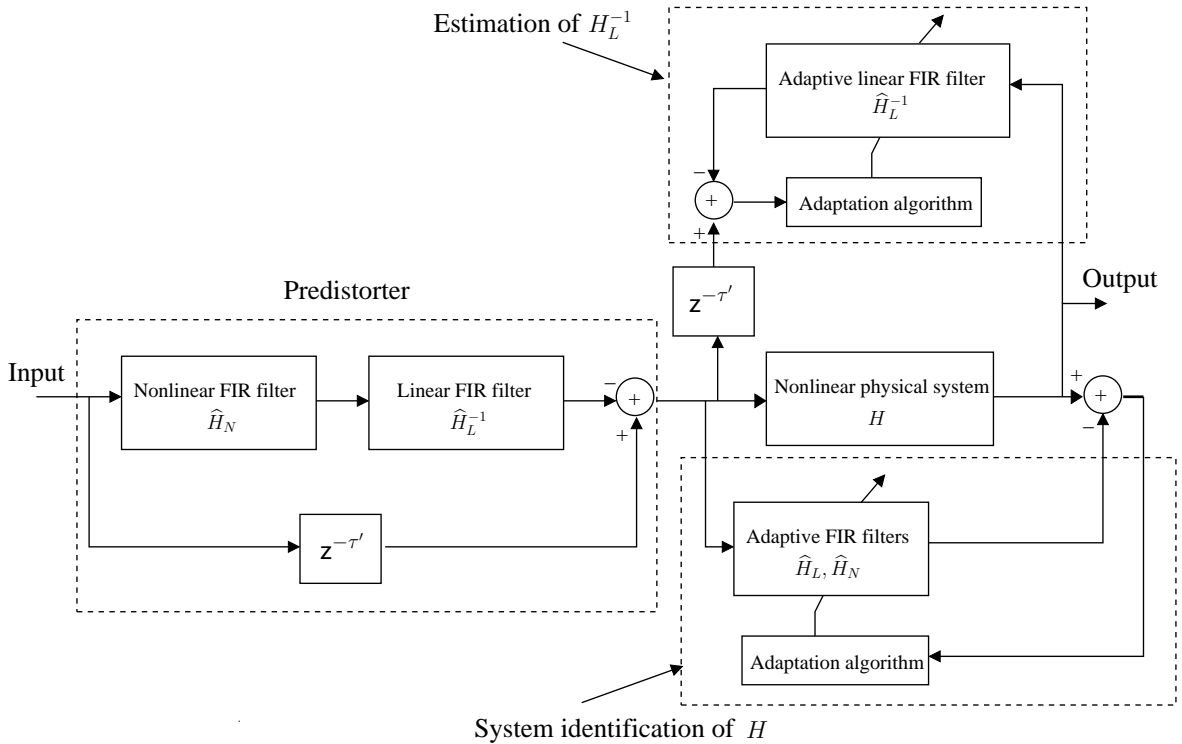 Estimation of $H_L^{-1}$
Adaptive linear FIR filter
$\widehat{H}_L^{-1}$
−
+
Adaptation algorithm
+
z$^{-\tau'}$
Output
Predistorter
Input
Nonlinear FIR filter
$\widehat{H}_N$
Linear FIR filter
$\widehat{H}_L^{-1}$
−
+
+
Nonlinear physical system
$H$
+
+
−
z$^{-\tau'}$
Adaptive FIR filters
$\widehat{H}_L, \widehat{H}_N$
Adaptation algorithm
System identification of $H$